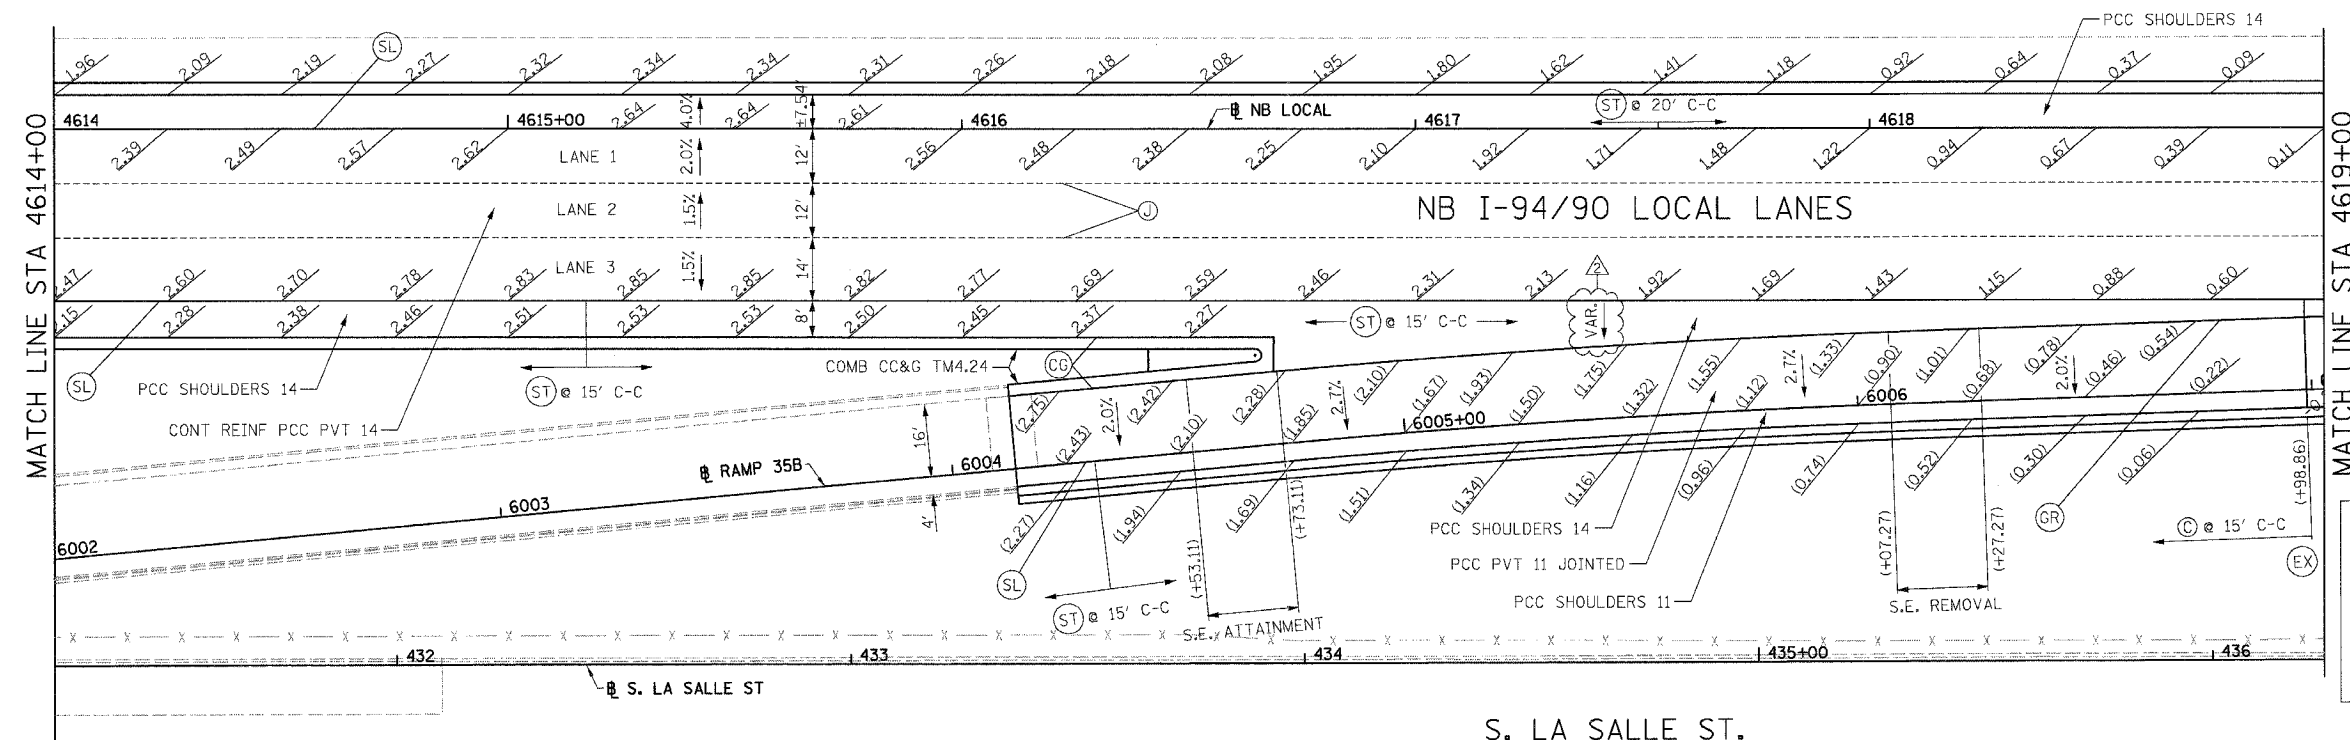 PCC SHOULDERS 14
SL
1.96 2.09 2.19 2.27 2.32 2.34 2.34 2.31 2.26 2.18 2.08 1.95 1.80 1.62 1.41 1.18 0.92 0.64 0.37 0.09
2.64 2.64 2.61
4.0% ±7.54'
℄ NB LOCAL
ST @ 20' C-C
4614 4615+00 4616 4617 4618
2.39 2.49 2.57 2.62 2.56 2.48 2.38 2.25 2.10 1.92 1.71 1.48 1.22 0.94 0.67 0.39 0.11
LANE 1 2.0% 12'
LANE 2 1.5% 12'
J
NB I-94/90 LOCAL LANES
LANE 3 1.5% 14'
MATCH LINE STA 4614+00
MATCH LINE STA 4619+00
2.47 2.60 2.70 2.78 2.83 2.85 2.85 2.82 2.77 2.69 2.59 2.46 2.31 2.13 1.92 1.69 1.43 1.15 0.88 0.60
2
VAR.
2.15 2.28 2.38 2.46 2.51 2.53 2.53 2.50 2.45 2.37 2.27
8'
ST @ 15' C-C
SL
PCC SHOULDERS 14
ST @ 15' C-C
COMB CC&G TM4.24
CG
CONT REINF PCC PVT 14
(2.75) (2.42) (2.28) (2.10) (1.93) (1.75) (1.55) (1.33) (1.01) (0.78) (0.54)
(2.43) (2.10) (1.85) (1.67) (1.50) (1.32) (1.12) (0.90) (0.68) (0.46) (0.22)
2.0% 2.7% 2.7% 2.0%
16'
4'
℄ RAMP 35B
6002 6003 6004 6005+00 6006
(2.27) (1.94) (1.69) (1.51) (1.34) (1.16) (0.96) (0.74) (0.52) (0.30) (0.06)
(+53.11) (+73.11) (+07.27) (+27.27) (+98.86)
PCC SHOULDERS 14
PCC PVT 11 JOINTED
PCC SHOULDERS 11
GR
C @ 15' C-C
EX
SL
ST @ 15' C-C
S.E. ATTAINMENT
S.E. REMOVAL
432 433 434 435+00 436
℄ S. LA SALLE ST
S. LA SALLE ST.